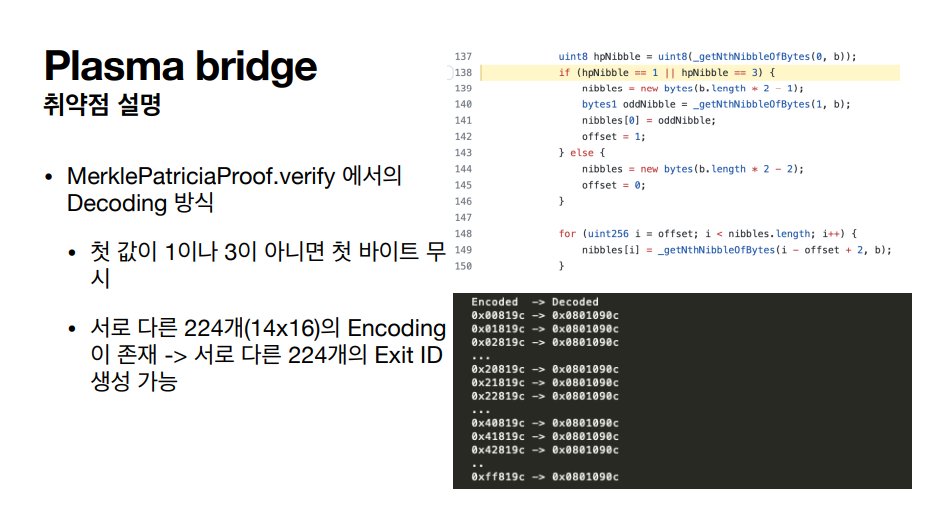 Plasma bridge
취약점 설명
• MerklePatriciaProof.verify 에서의
Decoding 방식
• 첫 값이 1이나 3이 아니면 첫 바이트 무
시
• 서로 다른 224개(14x16)의 Encoding
이 존재 -> 서로 다른 224개의 Exit ID
생성 가능
137 uint8 hpNibble = uint8(_getNthNibbleOfBytes(0, b));
138 if (hpNibble == 1 || hpNibble == 3) {
139 nibbles = new bytes(b.length * 2 - 1);
140 bytes1 oddNibble = _getNthNibbleOfBytes(1, b);
141 nibbles[0] = oddNibble;
142 offset = 1;
143 } else {
144 nibbles = new bytes(b.length * 2 - 2);
145 offset = 0;
146 }
147
148 for (uint256 i = offset; i < nibbles.length; i++) {
149 nibbles[i] = _getNthNibbleOfBytes(i - offset + 2, b);
150 }
Encoded -> Decoded
0x00819c -> 0x0801090c
0x01819c -> 0x0801090c
0x02819c -> 0x0801090c
...
0x20819c -> 0x0801090c
0x21819c -> 0x0801090c
0x22819c -> 0x0801090c
...
0x40819c -> 0x0801090c
0x41819c -> 0x0801090c
0x42819c -> 0x0801090c
..
0xff819c -> 0x0801090c